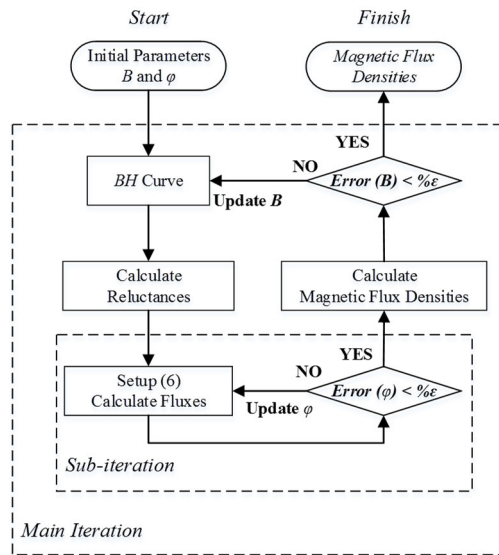 Start
Finish
Initial Parameters
B and φ
Magnetic Flux
Densities
YES
NO
BH Curve
Error (B) < %ε
Update B
Calculate
Reluctances
Calculate
Magnetic Flux Densities
YES
NO
Setup (6)
Calculate Fluxes
Error (φ) < %ε
Update φ
Sub-iteration
Main Iteration